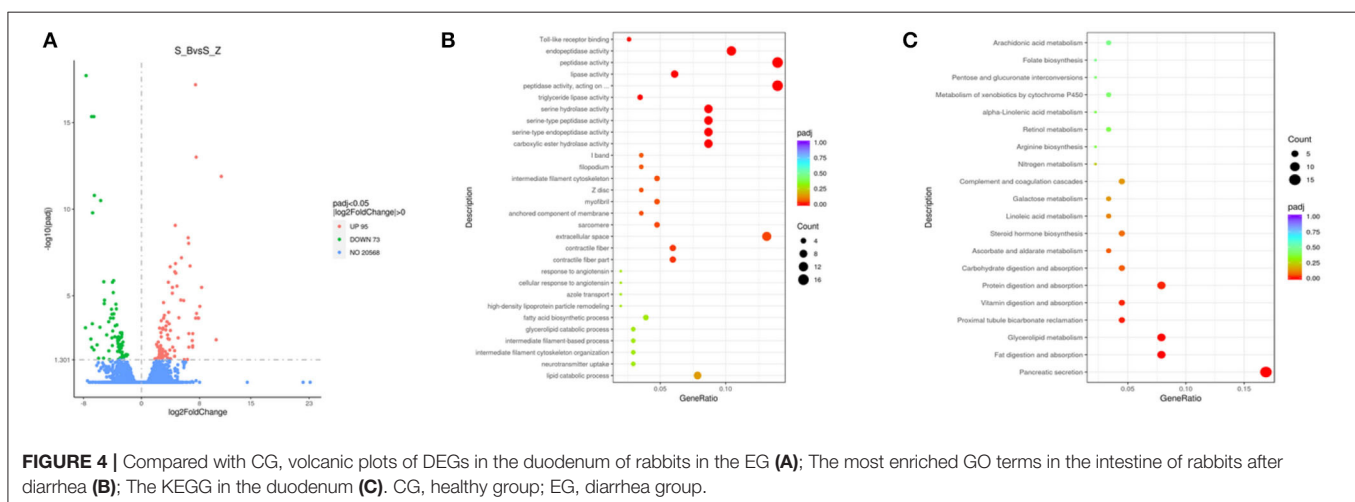 A
S_BvsS_Z
-log10(padj)
15
10
5
1.301
-8
0
8
15
23
log2FoldChange
padj<0.05
|log2FoldChange|>0
UP 95
DOWN 73
NO 20568
B
Description
Toll-like receptor binding
endopeptidase activity
peptidase activity
lipase activity
peptidase activity, acting on ...
triglyceride lipase activity
serine hydrolase activity
serine-type peptidase activity
serine-type endopeptidase activity
carboxylic ester hydrolase activity
I band
filopodium
intermediate filament cytoskeleton
Z disc
myofibril
anchored component of membrane
sarcomere
extracellular space
contractile fiber
contractile fiber part
response to angiotensin
cellular response to angiotensin
azole transport
high-density lipoprotein particle remodeling
fatty acid biosynthetic process
glycerolipid catabolic process
intermediate filament-based process
intermediate filament cytoskeleton organization
neurotransmitter uptake
lipid catabolic process
0.05
0.10
GeneRatio
padj
1.00
0.75
0.50
0.25
0.00
Count
4
8
12
16
C
Description
Arachidonic acid metabolism
Folate biosynthesis
Pentose and glucuronate interconversions
Metabolism of xenobiotics by cytochrome P450
alpha-Linolenic acid metabolism
Retinol metabolism
Arginine biosynthesis
Nitrogen metabolism
Complement and coagulation cascades
Galactose metabolism
Linoleic acid metabolism
Steroid hormone biosynthesis
Ascorbate and aldarate metabolism
Carbohydrate digestion and absorption
Protein digestion and absorption
Vitamin digestion and absorption
Proximal tubule bicarbonate reclamation
Glycerolipid metabolism
Fat digestion and absorption
Pancreatic secretion
0.05
0.10
0.15
GeneRatio
Count
5
10
15
padj
1.00
0.75
0.50
0.25
0.00
FIGURE 4 | Compared with CG, volcanic plots of DEGs in the duodenum of rabbits in the EG (A); The most enriched GO terms in the intestine of rabbits after
diarrhea (B); The KEGG in the duodenum (C). CG, healthy group; EG, diarrhea group.